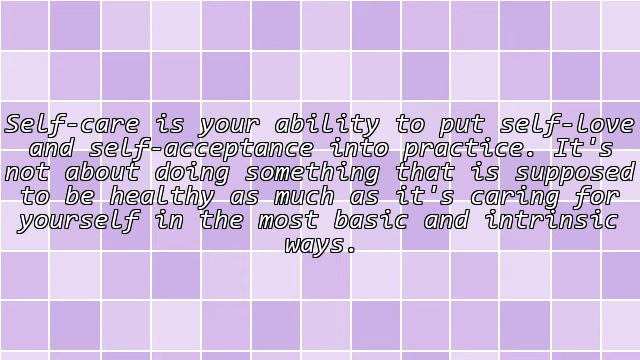 Self-care is your ability to put self-love
and self-acceptance into practice. It's
not about doing something that is supposed
to be healthy as much as it's caring for
yourself in the most basic and intrinsic
ways.